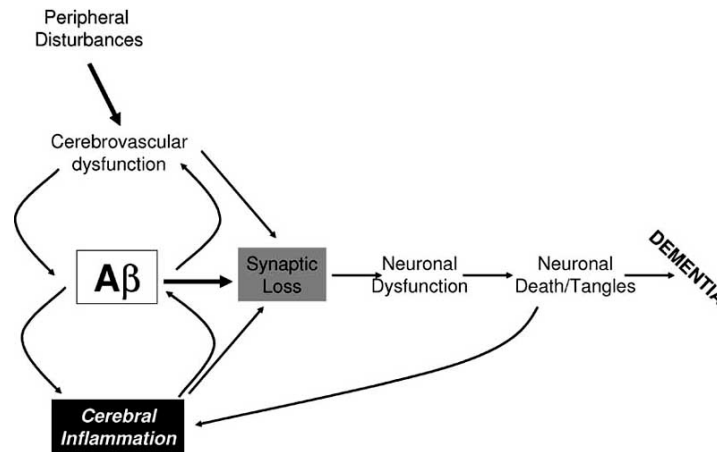 Peripheral
Disturbances
Cerebrovascular
dysfunction
Aβ
Synaptic
Loss
Neuronal
Dysfunction
Neuronal
Death/Tangles
DEMENTIA
Cerebral
Inflammation